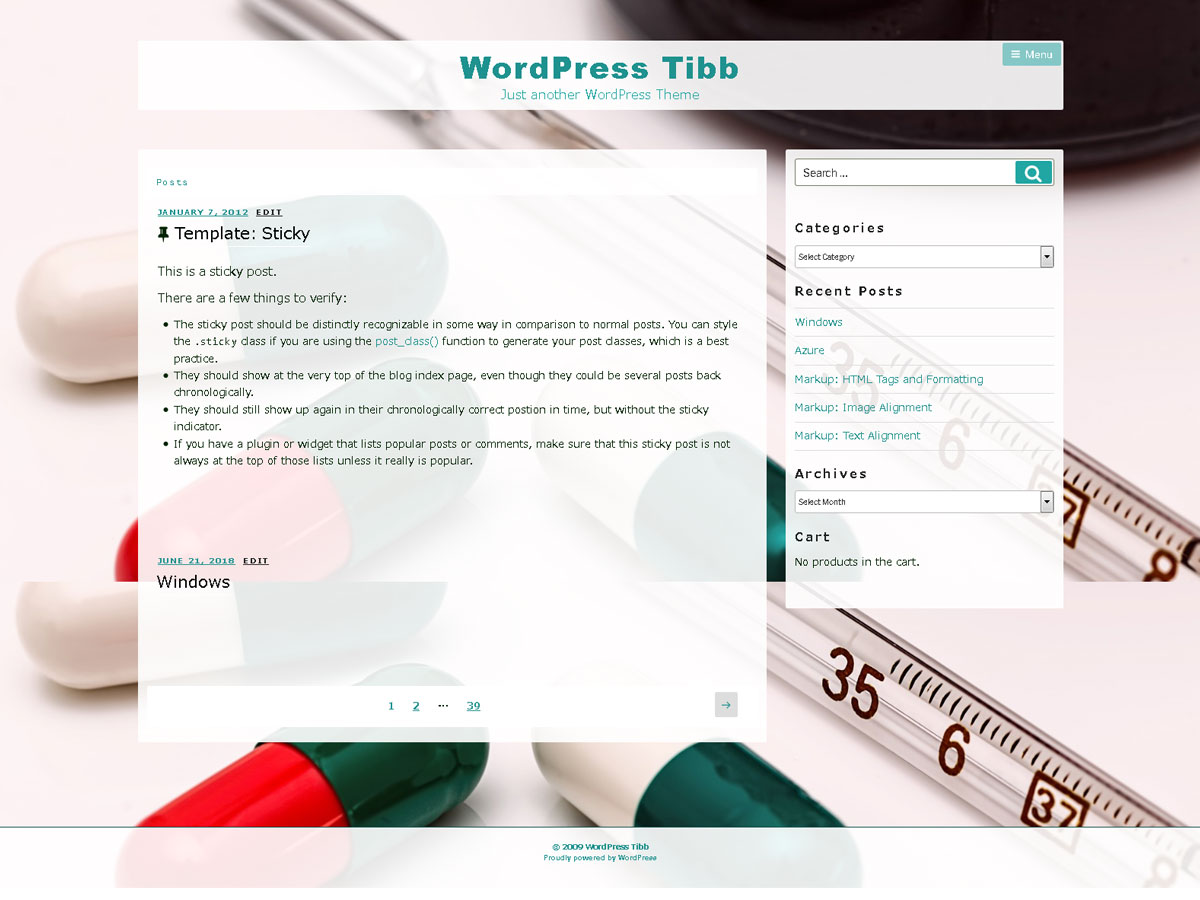 WordPress Tibb
Menu
Just another WordPress Theme
Posts
JANUARY 7, 2012 EDIT
Template: Sticky
This is a sticky post.
There are a few things to verify:
• The sticky post should be distinctly recognizable in some way in comparison to normal posts. You can style
the .sticky class if you are using the post_class() function to generate your post classes, which is a best
practice.
• They should show at the very top of the blog index page, even though they could be several posts back
chronologically.
• They should still show up again in their chronologically correct postion in time, but without the sticky
indicator.
• If you have a plugin or widget that lists popular posts or comments, make sure that this sticky post is not
always at the top of those lists unless it really is popular.
JUNE 21, 2018 EDIT
Windows
1 2 ... 39 →
Search ...
Categories
Select Category
Recent Posts
Windows
Azure
Markup: HTML Tags and Formatting
Markup: Image Alignment
Markup: Text Alignment
Archives
Select Month
Cart
No products in the cart.
35
6
37
8
35
6
37
8
© 2009 WordPress Tibb
Proudly powered by WordPress